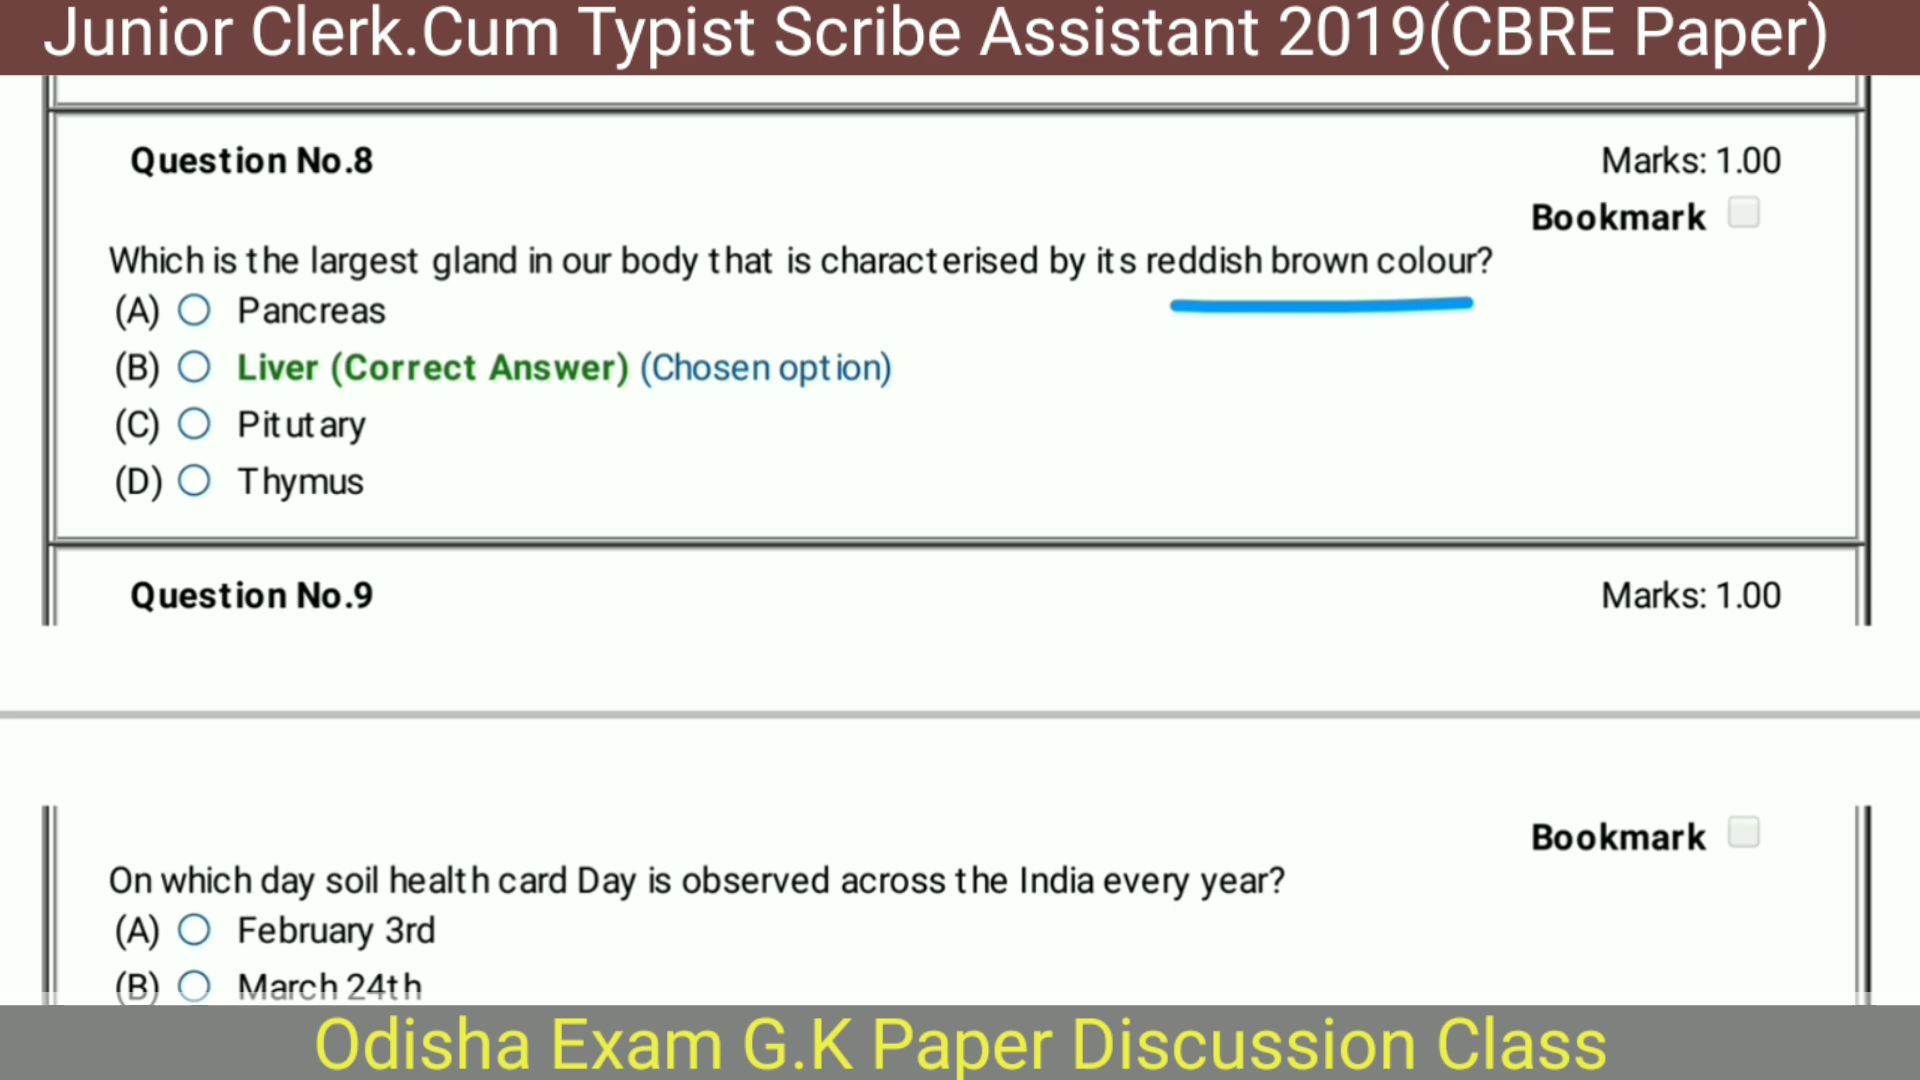 Junior Clerk.Cum Typist Scribe Assistant 2019(CBRE Paper)
Question No.8
Marks: 1.00
Bookmark
Which is the largest gland in our body that is characterised by its reddish brown colour?
(A) Pancreas
(B) Liver (Correct Answer) (Chosen option)
(C) Pitutary
(D) Thymus
Question No.9
Marks: 1.00
Bookmark
On which day soil health card Day is observed across the India every year?
(A) February 3rd
(B) March 24th
Odisha Exam G.K Paper Discussion Class